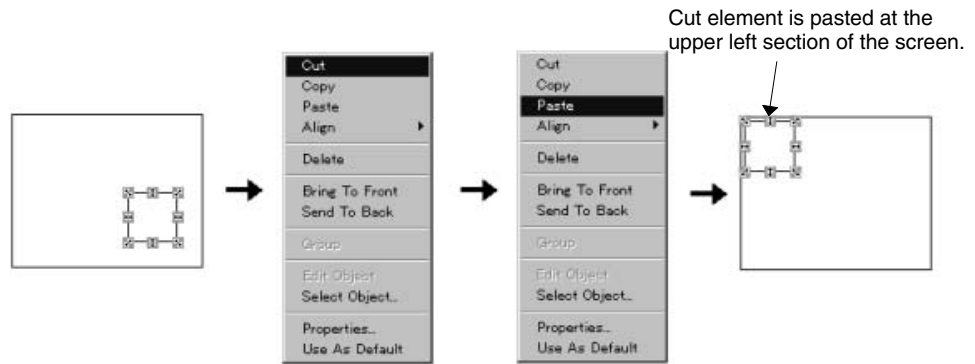 Cut element is pasted at the
upper left section of the screen.
Cut
Copy
Paste
Align
Delete
Bring To Front
Send To Back
Group
Edit Object
Select Object...
Properties...
Use As Default
Cut
Copy
Paste
Align
Delete
Bring To Front
Send To Back
Group
Edit Object
Select Object...
Properties...
Use As Default